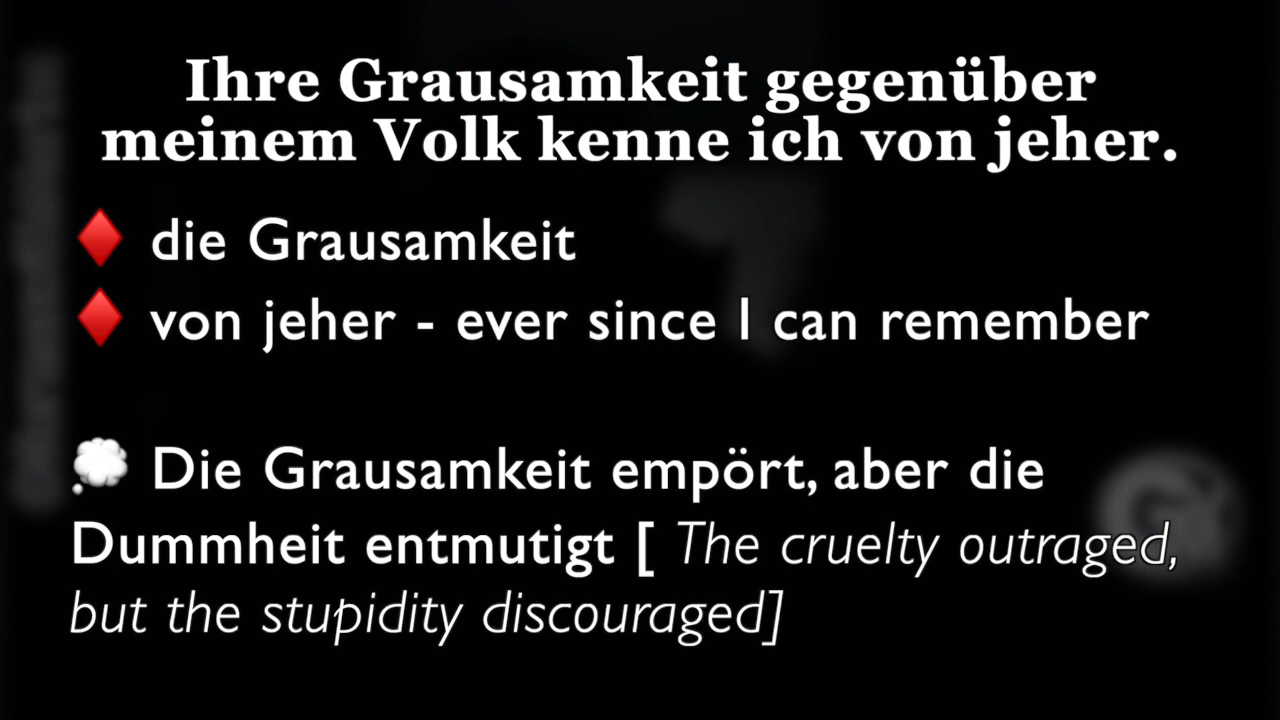 Ihre Grausamkeit gegenüber
meinem Volk kenne ich von jeher.
die Grausamkeit
von jeher - ever since I can remember
Die Grausamkeit empört, aber die
Dummheit entmutigt [ The cruelty outraged,
but the stupidity discouraged]